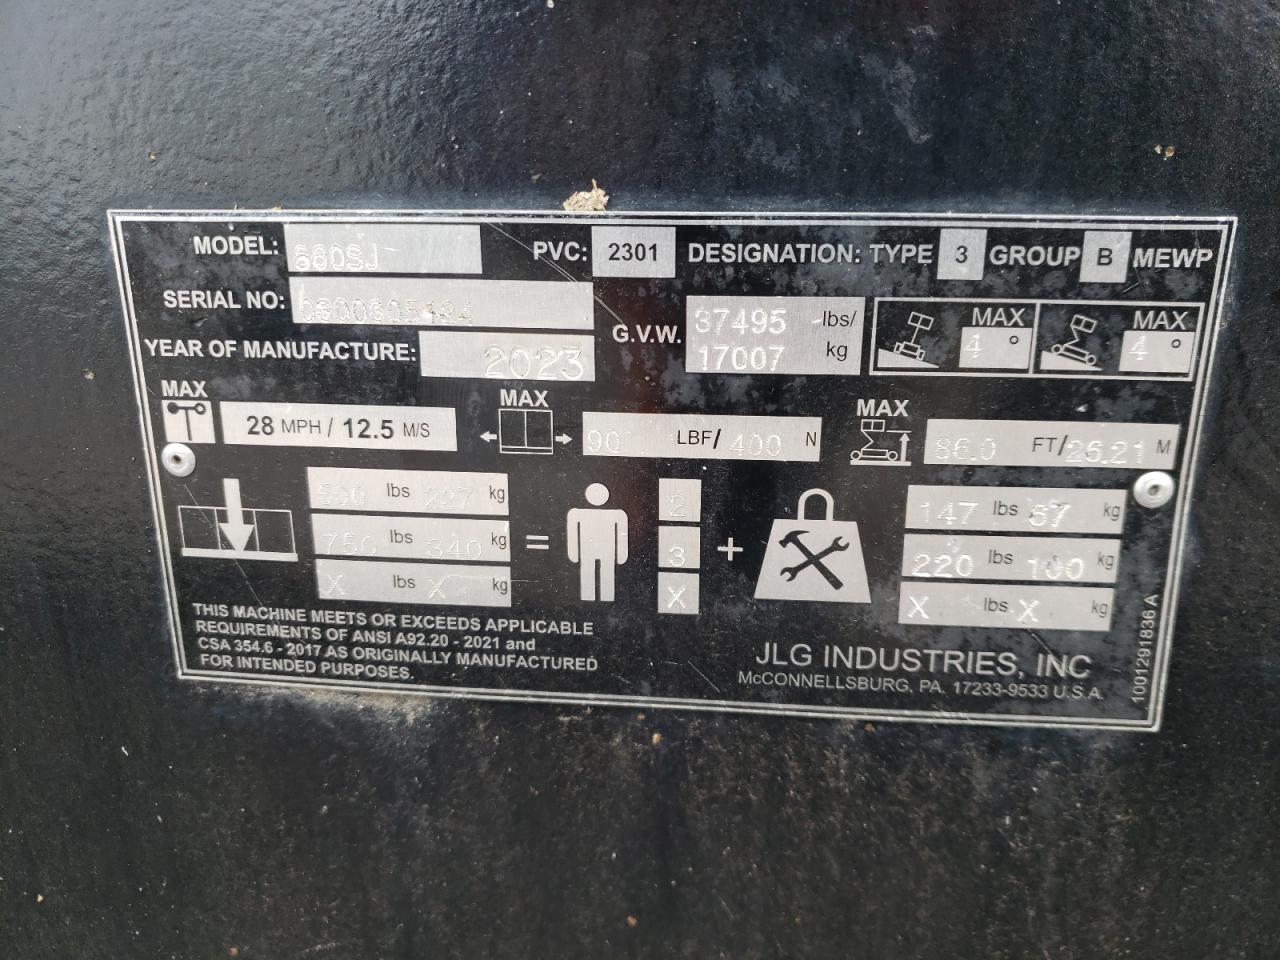 MODEL: 860SJ PVC: 2301 DESIGNATION: TYPE 3 GROUP B MEWP
SERIAL NO:
YEAR OF MANUFACTURE: 2023
G.V.W. 37495 lbs/
17007 kg
MAX 4 °
MAX 4 °
MAX 28 MPH / 12.5 M/S
MAX 90 LBF/ 400 N
MAX 86.0 FT/26.21 M
500 lbs 227 kg = 2 + 147 lbs 67 kg
750 lbs 340 kg 3 220 lbs 100 kg
X lbs X kg X X lbs X kg
THIS MACHINE MEETS OR EXCEEDS APPLICABLE
REQUIREMENTS OF ANSI A92.20 - 2021 and
CSA 354.6 - 2017 AS ORIGINALLY MANUFACTURED
FOR INTENDED PURPOSES.
JLG INDUSTRIES, INC
McCONNELLSBURG, PA. 17233-9533 U.S.A.
1001291836 A